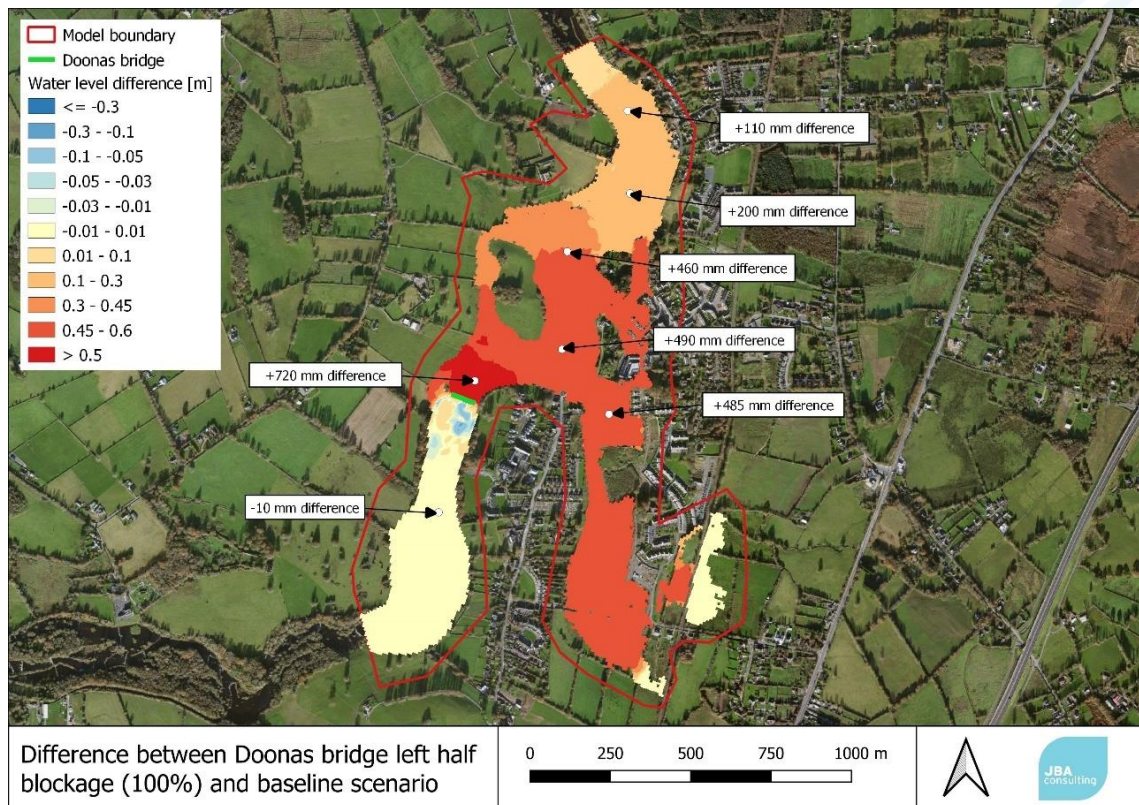 Model boundary
Doonas bridge
Water level difference [m]
<= -0.3
-0.3 - -0.1
-0.1 - -0.05
-0.05 - -0.03
-0.03 - -0.01
-0.01 - 0.01
0.01 - 0.1
0.1 - 0.3
0.3 - 0.45
0.45 - 0.6
> 0.5
+110 mm difference
+200 mm difference
+460 mm difference
+490 mm difference
+720 mm difference
+485 mm difference
-10 mm difference
Difference between Doonas bridge left half
blockage (100%) and baseline scenario
0 250 500 750 1000 m
JBA
consulting